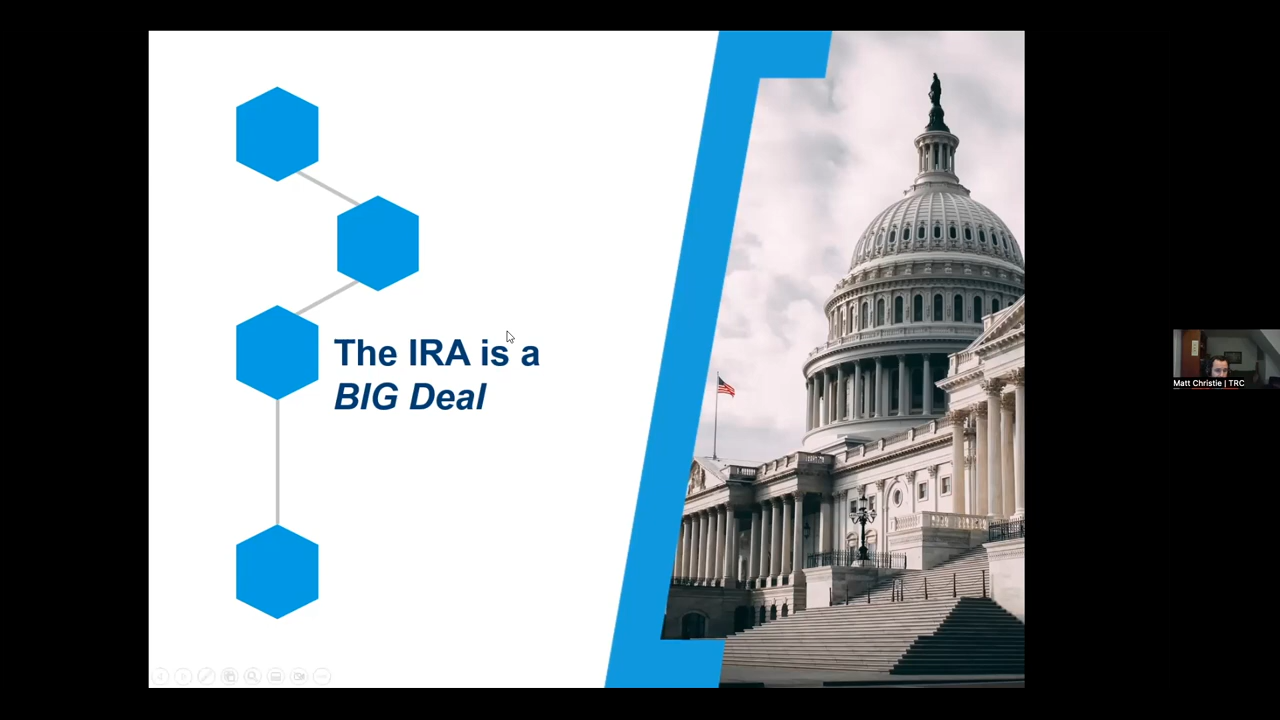 The IRA is a
BIG Deal
Matt Christie | TRC